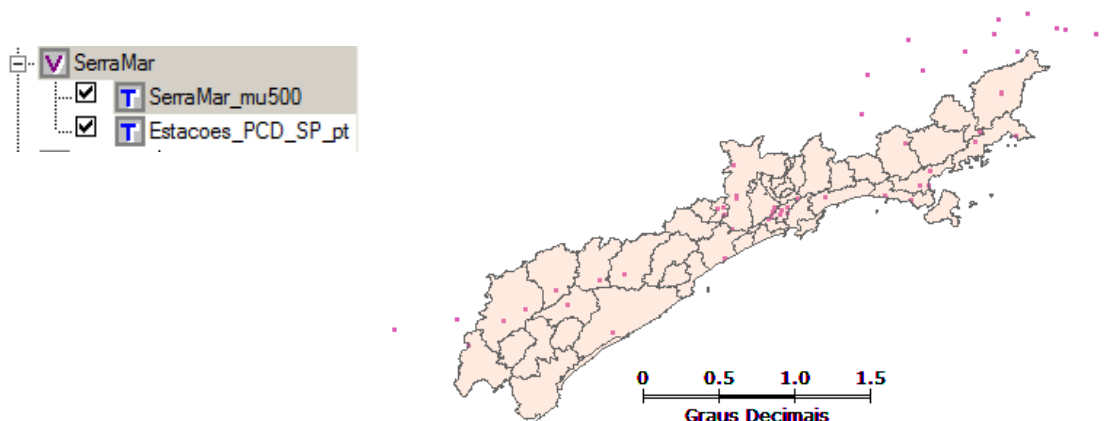 V SerraMar
T SerraMar_mu500
T Estacoes_PCD_SP_pt
0 0.5 1.0 1.5
Graus Decimais